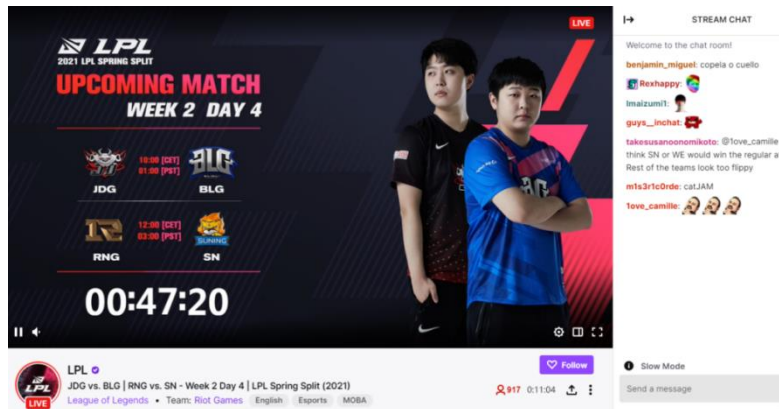 LPL
2021 LPL SPRING SPLIT
UPCOMING MATCH
WEEK 2 DAY 4
10:00 [CET]
01:00 [PST]
JDG
BLG
12:00 [CET]
03:00 [PST]
SUNING
RNG
SN
00:47:20
LIVE
LPL
LIVE
LPL
JDG vs. BLG | RNG vs. SN - Week 2 Day 4 | LPL Spring Split (2021)
League of Legends • Team: Riot Games English Esports MOBA
Follow
917 0:11:04
STREAM CHAT
Welcome to the chat room!
benjamin_miguel: copela o cuello
Rexhappy:
Imaizumi1:
guys__inchat:
takesusanoonomikoto: @1ove_camille
think SN or WE would win the regular
Rest of the teams look too flippy
m1s3r1c0rde: catJAM
1ove_camille:
Slow Mode
Send a message